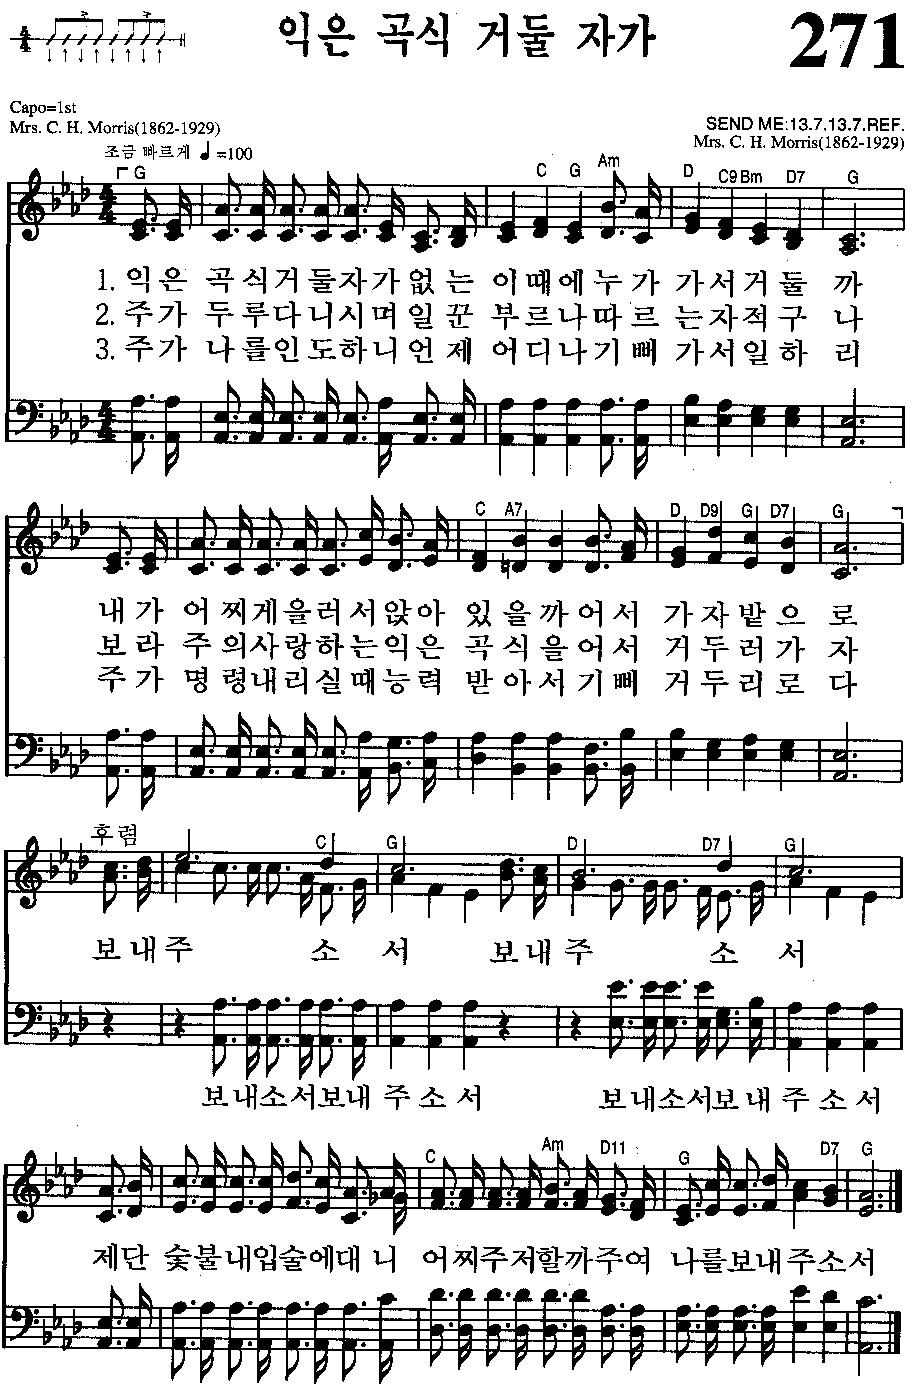 익은 곡식 거둘 자가
271
Capo=1st
Mrs. C. H. Morris(1862-1929)
SEND ME:13.7.13.7.REF.
Mrs. C. H. Morris(1862-1929)
조금 빠르게 ♩=100
G C G Am D C9 Bm D7 G
1. 익은 곡식거둘자가없는 이때에누가 가서거둘까
2. 주가 두루다니시며일꾼 부르나따르는자적구나
3. 주가 나를인도하니언제 어디나기뻐 가서일하리
C A7 D D9 G D7 G
내가 어찌게을러서앉아 있을까어서 가자밭으로
보라 주의사랑하는익은 곡식을어서 거두러가자
주가 명령내리실때능력 받아서기뻐 거두리로다
후렴
C G D D7 G
보내주 소서 보내주 소서
보내소서보내주소서 보내소서보내주소서
C Am D11 G D7 G
제단 숯불내입술에대니 어찌주저할까주여 나를보내주소서